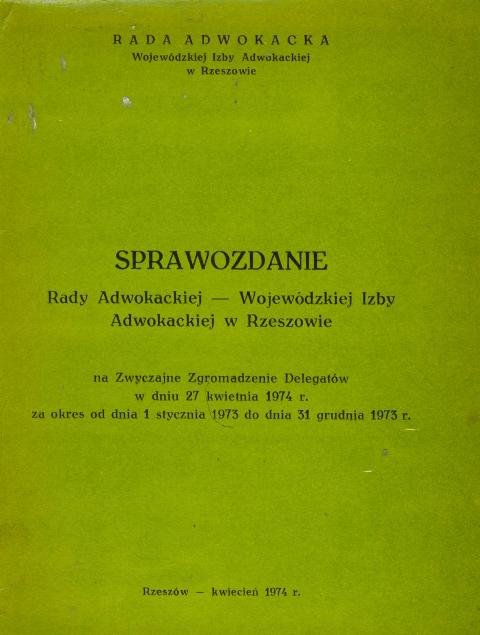 RADA ADWOKACKA
Wojewódzkiej Izby Adwokackiej
w Rzeszowie
SPRAWOZDANIE
Rady Adwokackiej — Wojewódzkiej Izby
Adwokackiej w Rzeszowie
na Zwyczajne Zgromadzenie Delegatów
w dniu 27 kwietnia 1974 r.
za okres od dnia 1 stycznia 1973 do dnia 31 grudnia 1973 r.
Rzeszów — kwiecień 1974 r.